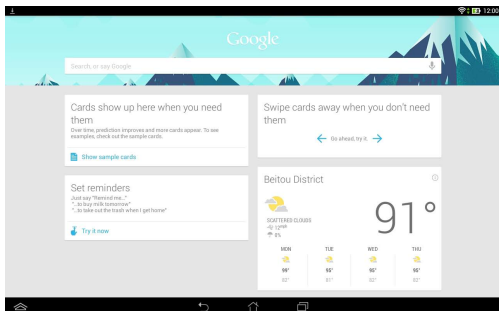 12:00
Google
Search, or say Google
Cards show up here when you need
them
Over time, prediction improves and more cards appear. To see
examples, check out the sample cards.
Show sample cards
Set reminders
Just say "Remind me..."
"...to buy milk tomorrow"
"...to take out the trash when I get home"
Try it now
Swipe cards away when you don't need
them
Go ahead, try it
Beitou District
91°
SCATTERED CLOUDS
8%
MON TUE WED THU
99° 95° 95° 95°